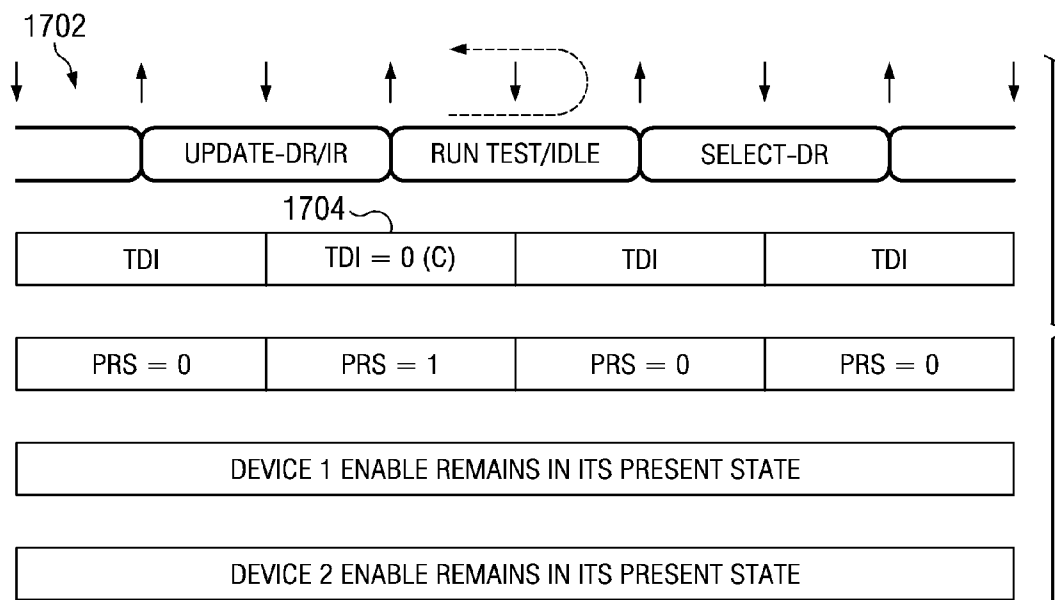 1702
UPDATE-DR/IR RUN TEST/IDLE SELECT-DR
1704
TDI TDI = 0 (C) TDI TDI
PRS = 0 PRS = 1 PRS = 0 PRS = 0
DEVICE 1 ENABLE REMAINS IN ITS PRESENT STATE
DEVICE 2 ENABLE REMAINS IN ITS PRESENT STATE